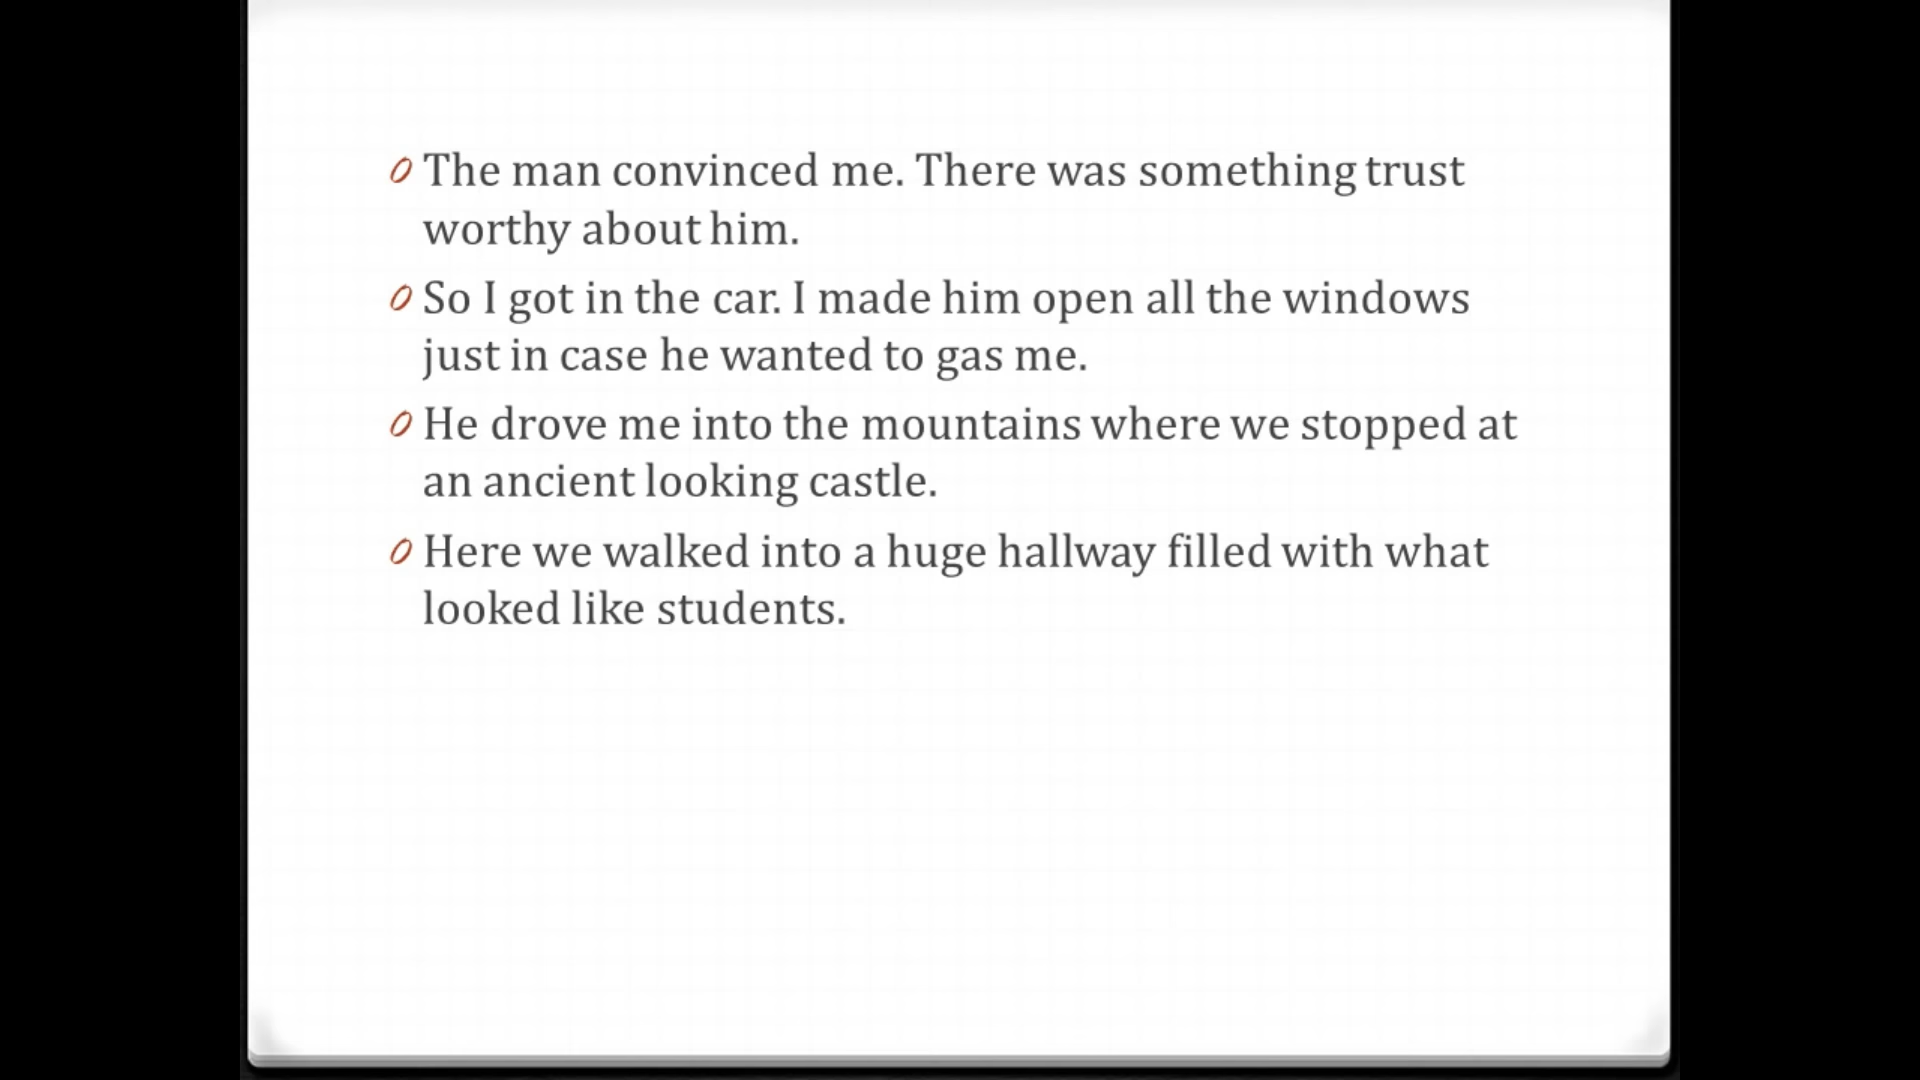 The man convinced me. There was something trust
worthy about him.
So I got in the car. I made him open all the windows
just in case he wanted to gas me.
He drove me into the mountains where we stopped at
an ancient looking castle.
Here we walked into a huge hallway filled with what
looked like students.